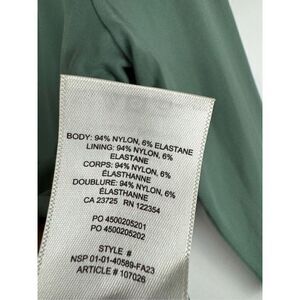 BODY: 94% NYLON, 6% ELASTANE
LINING: 94% NYLON, 6%
ELASTANE
CORPS: 94% NYLON, 6%
ÉLASTHANNE
DOUBLURE: 94% NYLON, 6%
ÉLASTHANNE
CA 23725 RN 122354
PO 4500205201
PO 4500205202
STYLE #
NSP 01-01-40589-FA23
ARTICLE # 107026